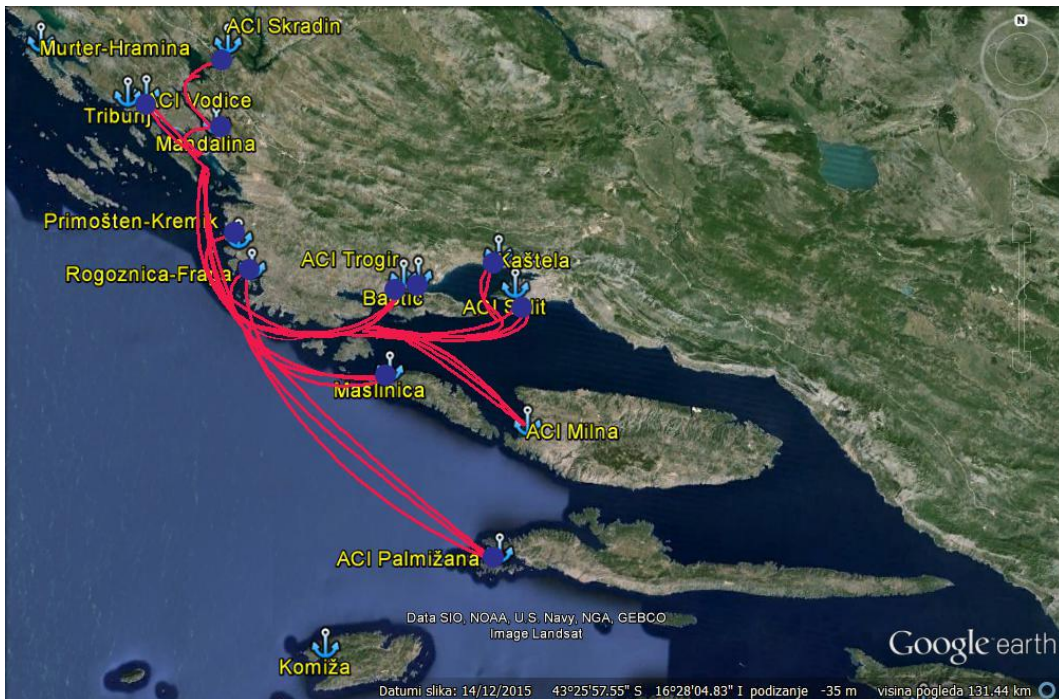 ACI Skradin
Murter-Hramina
ACI Vodice
Tribunj
Mandalina
Primošten-Kremik
Rogoznica-Frapa
ACI Trogir
Kaštela
Baotić
ACI Split
Maslinica
ACI Milna
ACI Palmižana
Komiža
N
Data SIO, NOAA, U.S. Navy, NGA, GEBCO
Image Landsat
Google earth
Datumi slika: 14/12/2015 43°25'57.55" S 16°28'04.83" I podizanje -35 m visina pogleda 131.44 km